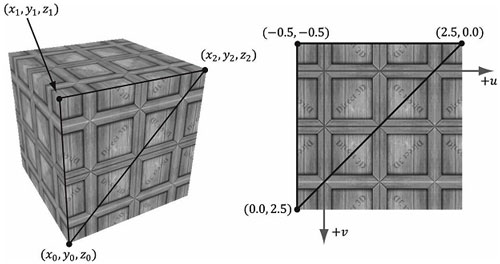 (x₁, y₁, z₁)
(x₂, y₂, z₂)
(x₀, y₀, z₀)
(−0.5, −0.5)
(2.5, 0.0)
+u
(0.0, 2.5)
+v